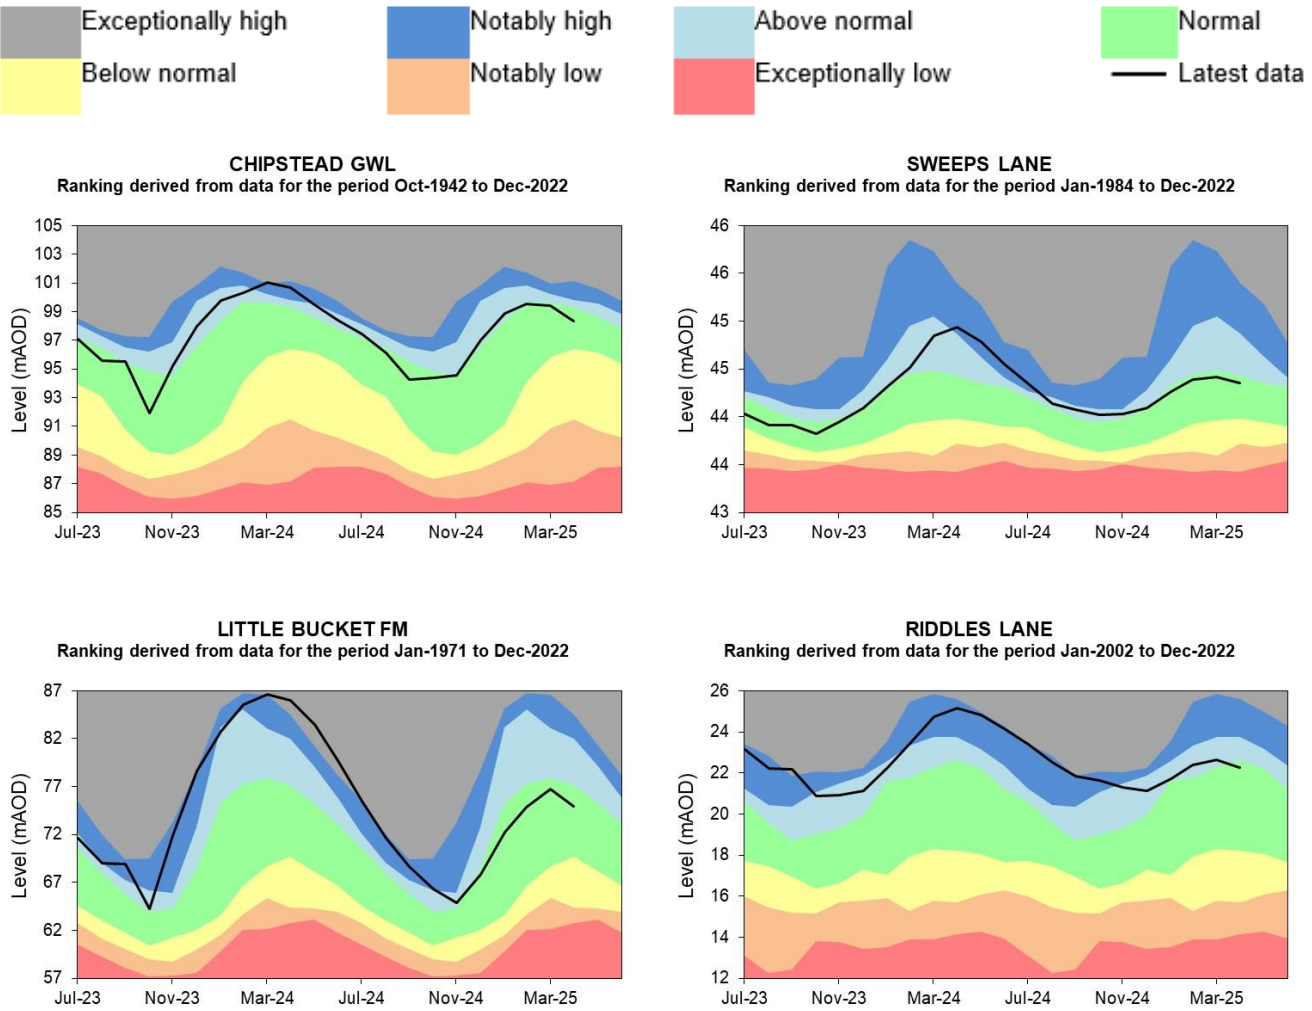 Exceptionally high Notably high Above normal Normal
Below normal Notably low Exceptionally low Latest data
CHIPSTEAD GWL
Ranking derived from data for the period Oct-1942 to Dec-2022
Level (mAOD)
105
103
101
99
97
95
93
91
89
87
85
Jul-23 Nov-23 Mar-24 Jul-24 Nov-24 Mar-25
SWEEPS LANE
Ranking derived from data for the period Jan-1984 to Dec-2022
Level (mAOD)
46
46
45
45
44
44
43
Jul-23 Nov-23 Mar-24 Jul-24 Nov-24 Mar-25
LITTLE BUCKET FM
Ranking derived from data for the period Jan-1971 to Dec-2022
Level (mAOD)
87
82
77
72
67
62
57
Jul-23 Nov-23 Mar-24 Jul-24 Nov-24 Mar-25
RIDDLES LANE
Ranking derived from data for the period Jan-2002 to Dec-2022
Level (mAOD)
26
24
22
20
18
16
14
12
Jul-23 Nov-23 Mar-24 Jul-24 Nov-24 Mar-25